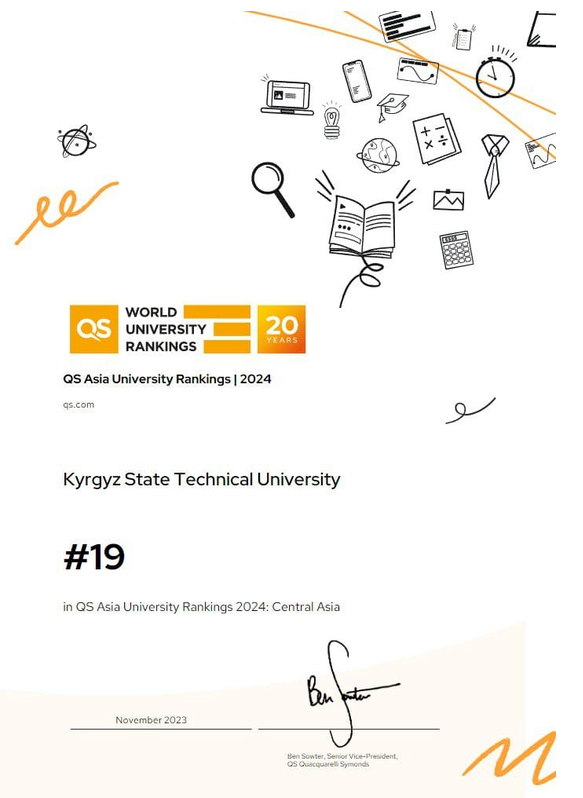 QS
WORLD
UNIVERSITY
RANKINGS
20
YEARS
QS Asia University Rankings | 2024
qs.com
Kyrgyz State Technical University
#19
in QS Asia University Rankings 2024: Central Asia
Ben Sowter
November 2023
Ben Sowter, Senior Vice-President,
QS Quacquarelli Symonds